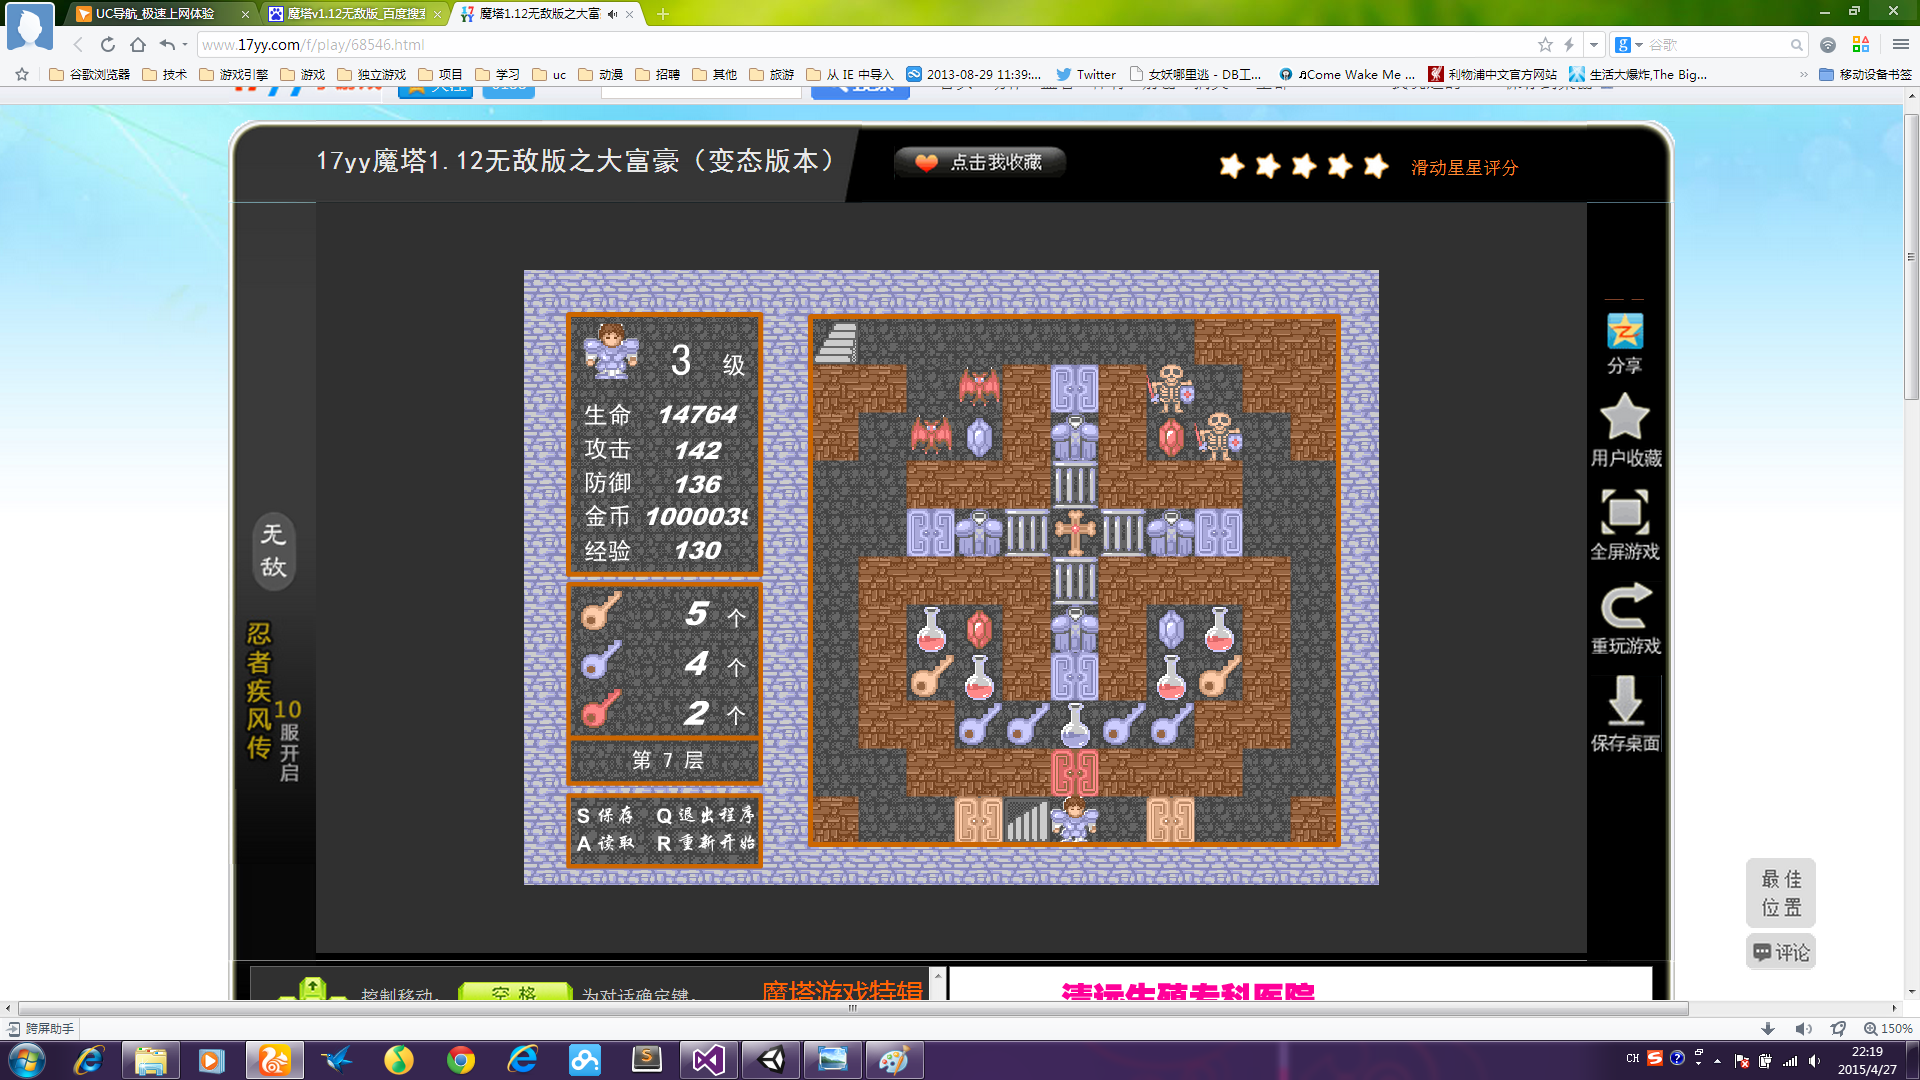 UC导航_极速上网体验
魔塔v1.12无敌版_百度搜
魔塔1.12无敌版之大富
www.17yy.com/f/play/68546.html
谷歌
谷歌浏览器 技术 游戏引擎 游戏 独立游戏 项目 学习 uc 动漫 招聘 其他 旅游 从 IE 中导入 2013-08-29 11:39:... Twitter 女妖哪里逃 - DB工... ♫Come Wake Me ... 利物浦中文官方网站 生活大爆炸,The Big... » 移动设备书签
17yy魔塔1.12无敌版之大富豪（变态版本）
点击我收藏
滑动星星评分
3 级
生命 14764
攻击 142
防御 136
金币 1000039
经验 130
5 个
4 个
2 个
第 7 层
S 保存 Q 退出程序
A 读取 R 重新开始
无敌
忍者疾风传
10服开启
分享
用户收藏
全屏游戏
重玩游戏
保存桌面
最佳位置
评论
控制移动.
空格
为对话确定键.
魔塔游戏特辑
清远生殖专科医院
跨屏助手
150%
CH
22:19
2015/4/27